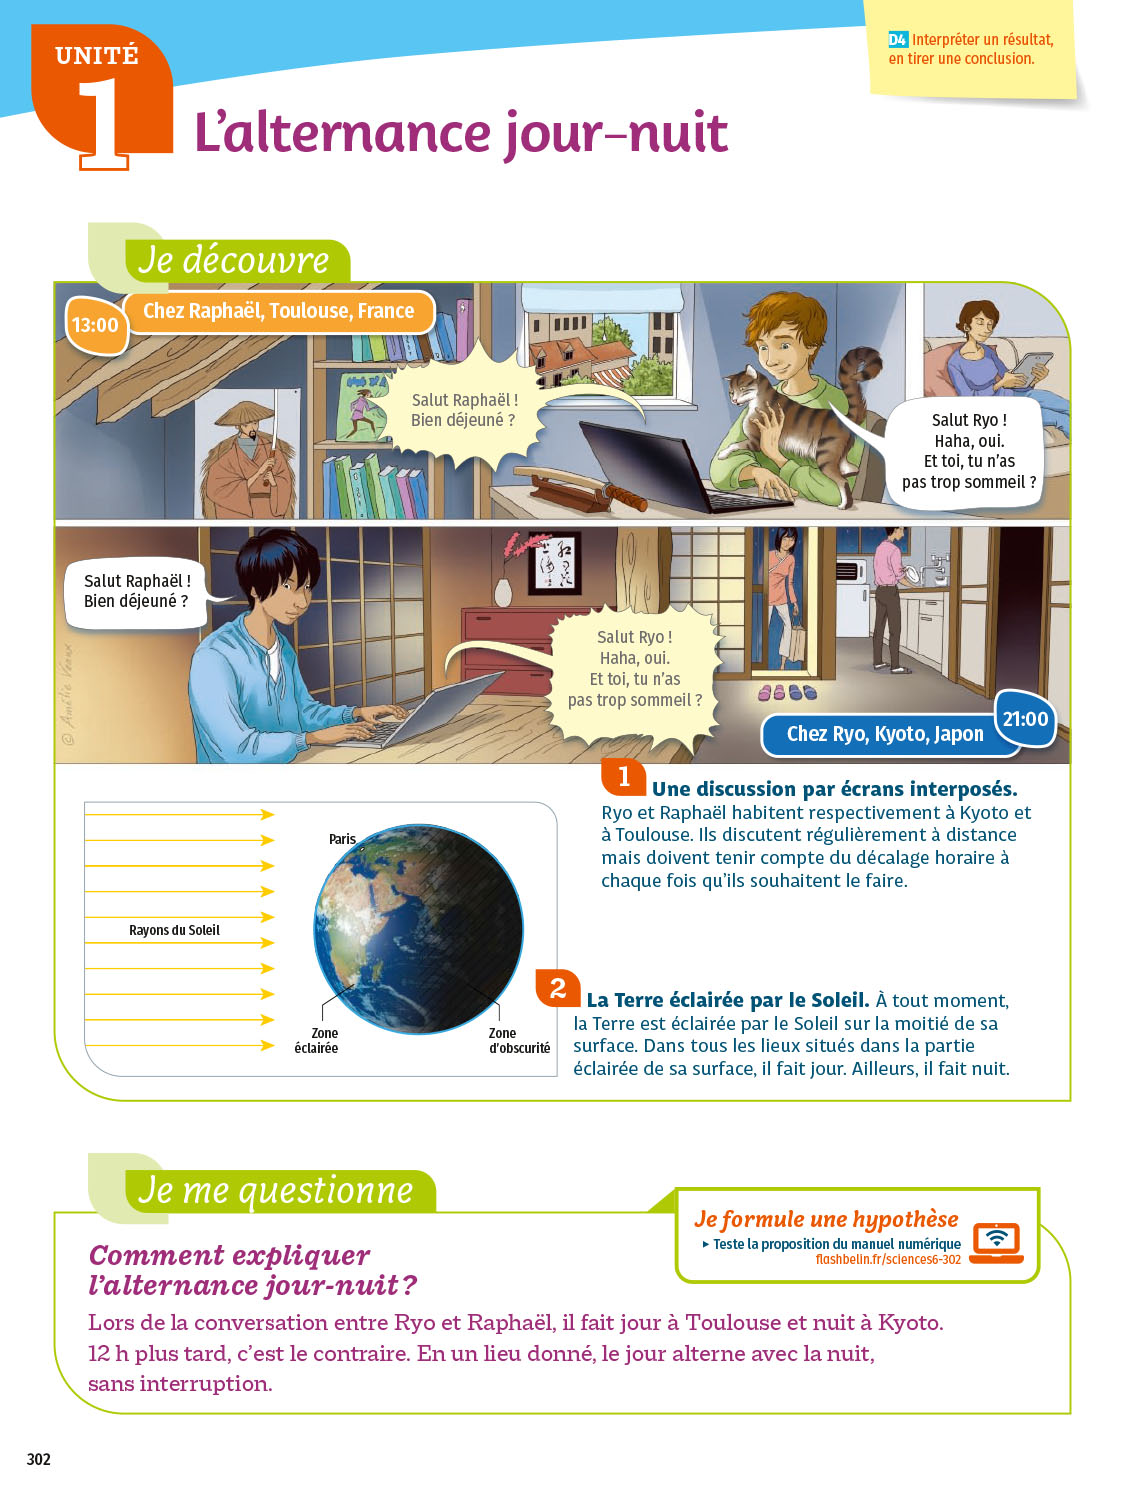 UNITÉ
1
D4 Interpréter un résultat,
en tirer une conclusion.
L’alternance jour–nuit
Je découvre
13:00
Chez Raphaël, Toulouse, France
Salut Raphaël !
Bien déjeuné ?
Salut Ryo !
Haha, oui.
Et toi, tu n’as
pas trop sommeil ?
Salut Raphaël !
Bien déjeuné ?
Salut Ryo !
Haha, oui.
Et toi, tu n’as
pas trop sommeil ?
© Amélie Veaux
21:00
Chez Ryo, Kyoto, Japon
1 Une discussion par écrans interposés.
Ryo et Raphaël habitent respectivement à Kyoto et
à Toulouse. Ils discutent régulièrement à distance
mais doivent tenir compte du décalage horaire à
chaque fois qu’ils souhaitent le faire.
Paris
Rayons du Soleil
Zone
éclairée
Zone
d’obscurité
2 La Terre éclairée par le Soleil. À tout moment,
la Terre est éclairée par le Soleil sur la moitié de sa
surface. Dans tous les lieux situés dans la partie
éclairée de sa surface, il fait jour. Ailleurs, il fait nuit.
Je me questionne
Je formule une hypothèse
▸ Teste la proposition du manuel numérique
flashbelin.fr/sciences6-302
Comment expliquer
l’alternance jour-nuit ?
Lors de la conversation entre Ryo et Raphaël, il fait jour à Toulouse et nuit à Kyoto.
12 h plus tard, c’est le contraire. En un lieu donné, le jour alterne avec la nuit,
sans interruption.
302